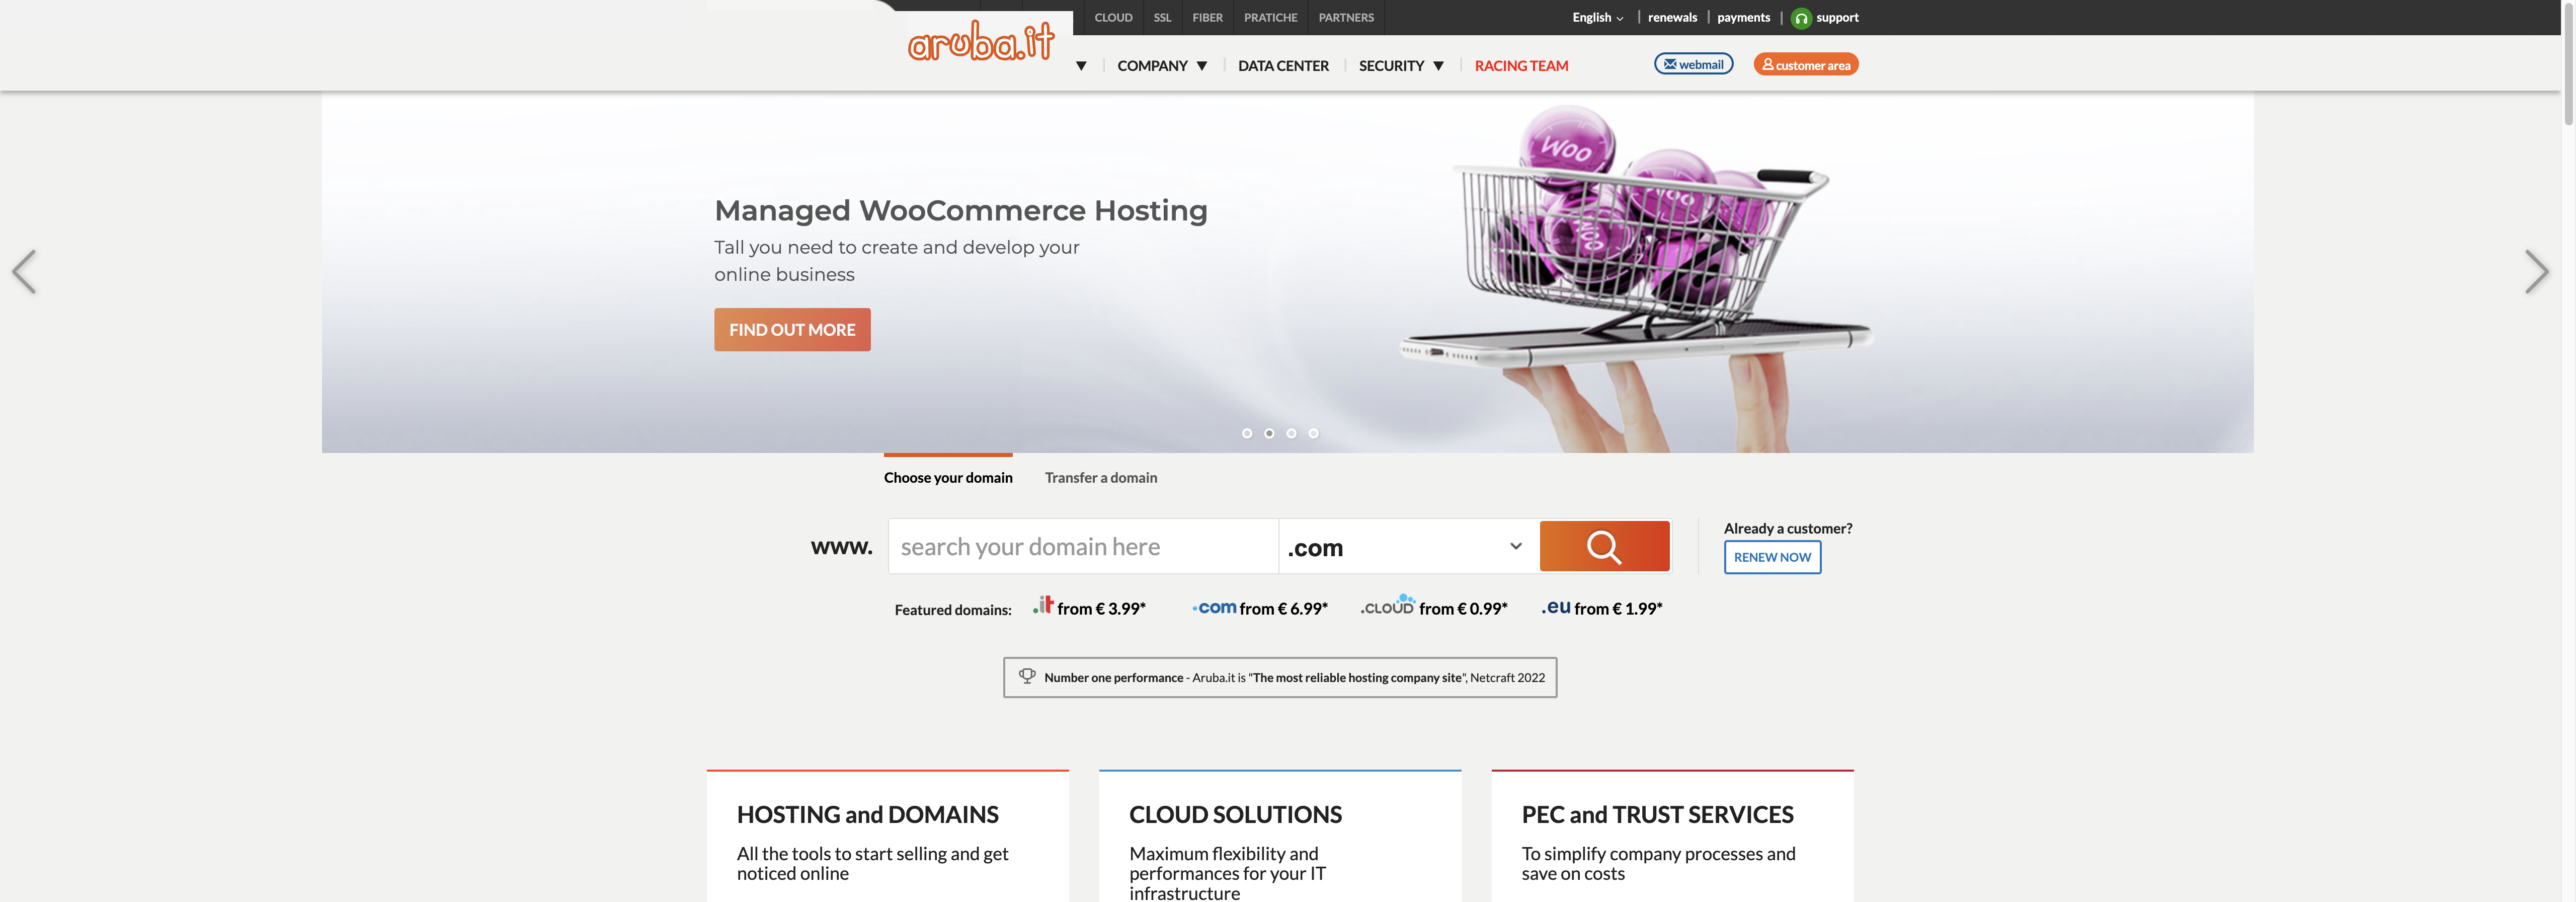 aruba.it
CLOUD SSL FIBER PRATICHE PARTNERS
English renewals payments support
COMPANY DATA CENTER SECURITY RACING TEAM
webmail customer area
Woo
Managed WooCommerce Hosting
Tall you need to create and develop your
online business
FIND OUT MORE
Choose your domain Transfer a domain
www. search your domain here .com
Already a customer?
RENEW NOW
Featured domains: .it from € 3.99* .com from € 6.99* .CLOUD from € 0.99* .eu from € 1.99*
Number one performance - Aruba.it is "The most reliable hosting company site", Netcraft 2022
HOSTING and DOMAINS
All the tools to start selling and get
noticed online
CLOUD SOLUTIONS
Maximum flexibility and
performances for your IT
infrastructure
PEC and TRUST SERVICES
To simplify company processes and
save on costs